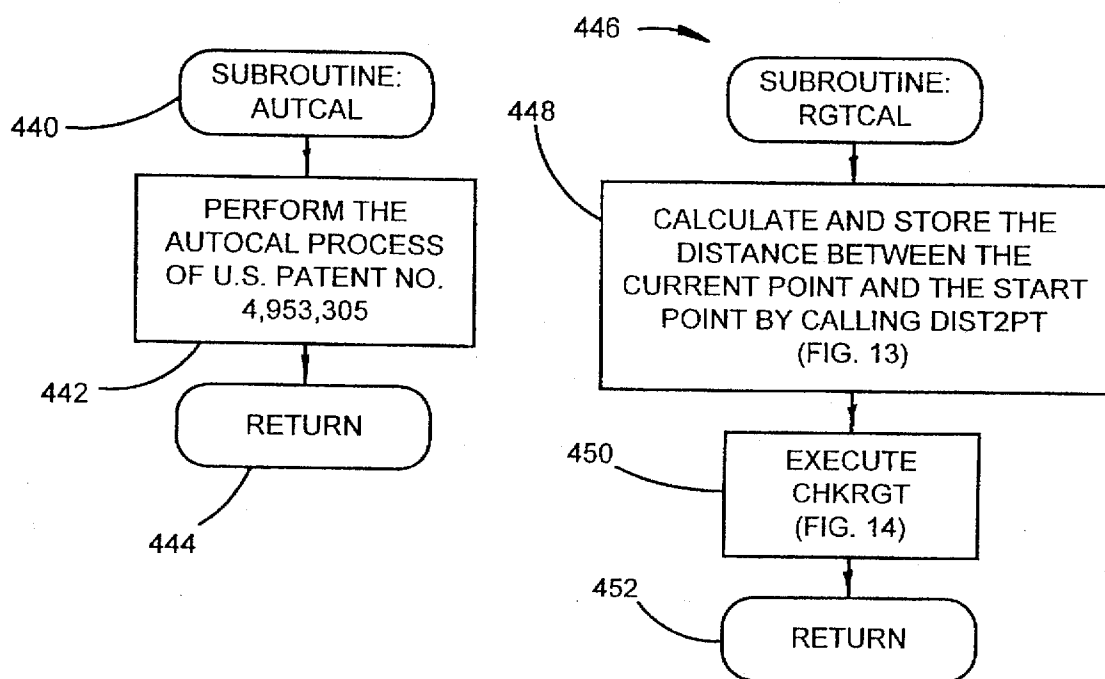 440
SUBROUTINE:
AUTCAL
PERFORM THE
AUTOCAL PROCESS
OF U.S. PATENT NO.
4,953,305
442
RETURN
444
446
SUBROUTINE:
RGTCAL
448
CALCULATE AND STORE THE
DISTANCE BETWEEN THE
CURRENT POINT AND THE START
POINT BY CALLING DIST2PT
(FIG. 13)
450
EXECUTE
CHKRGT
(FIG. 14)
452
RETURN